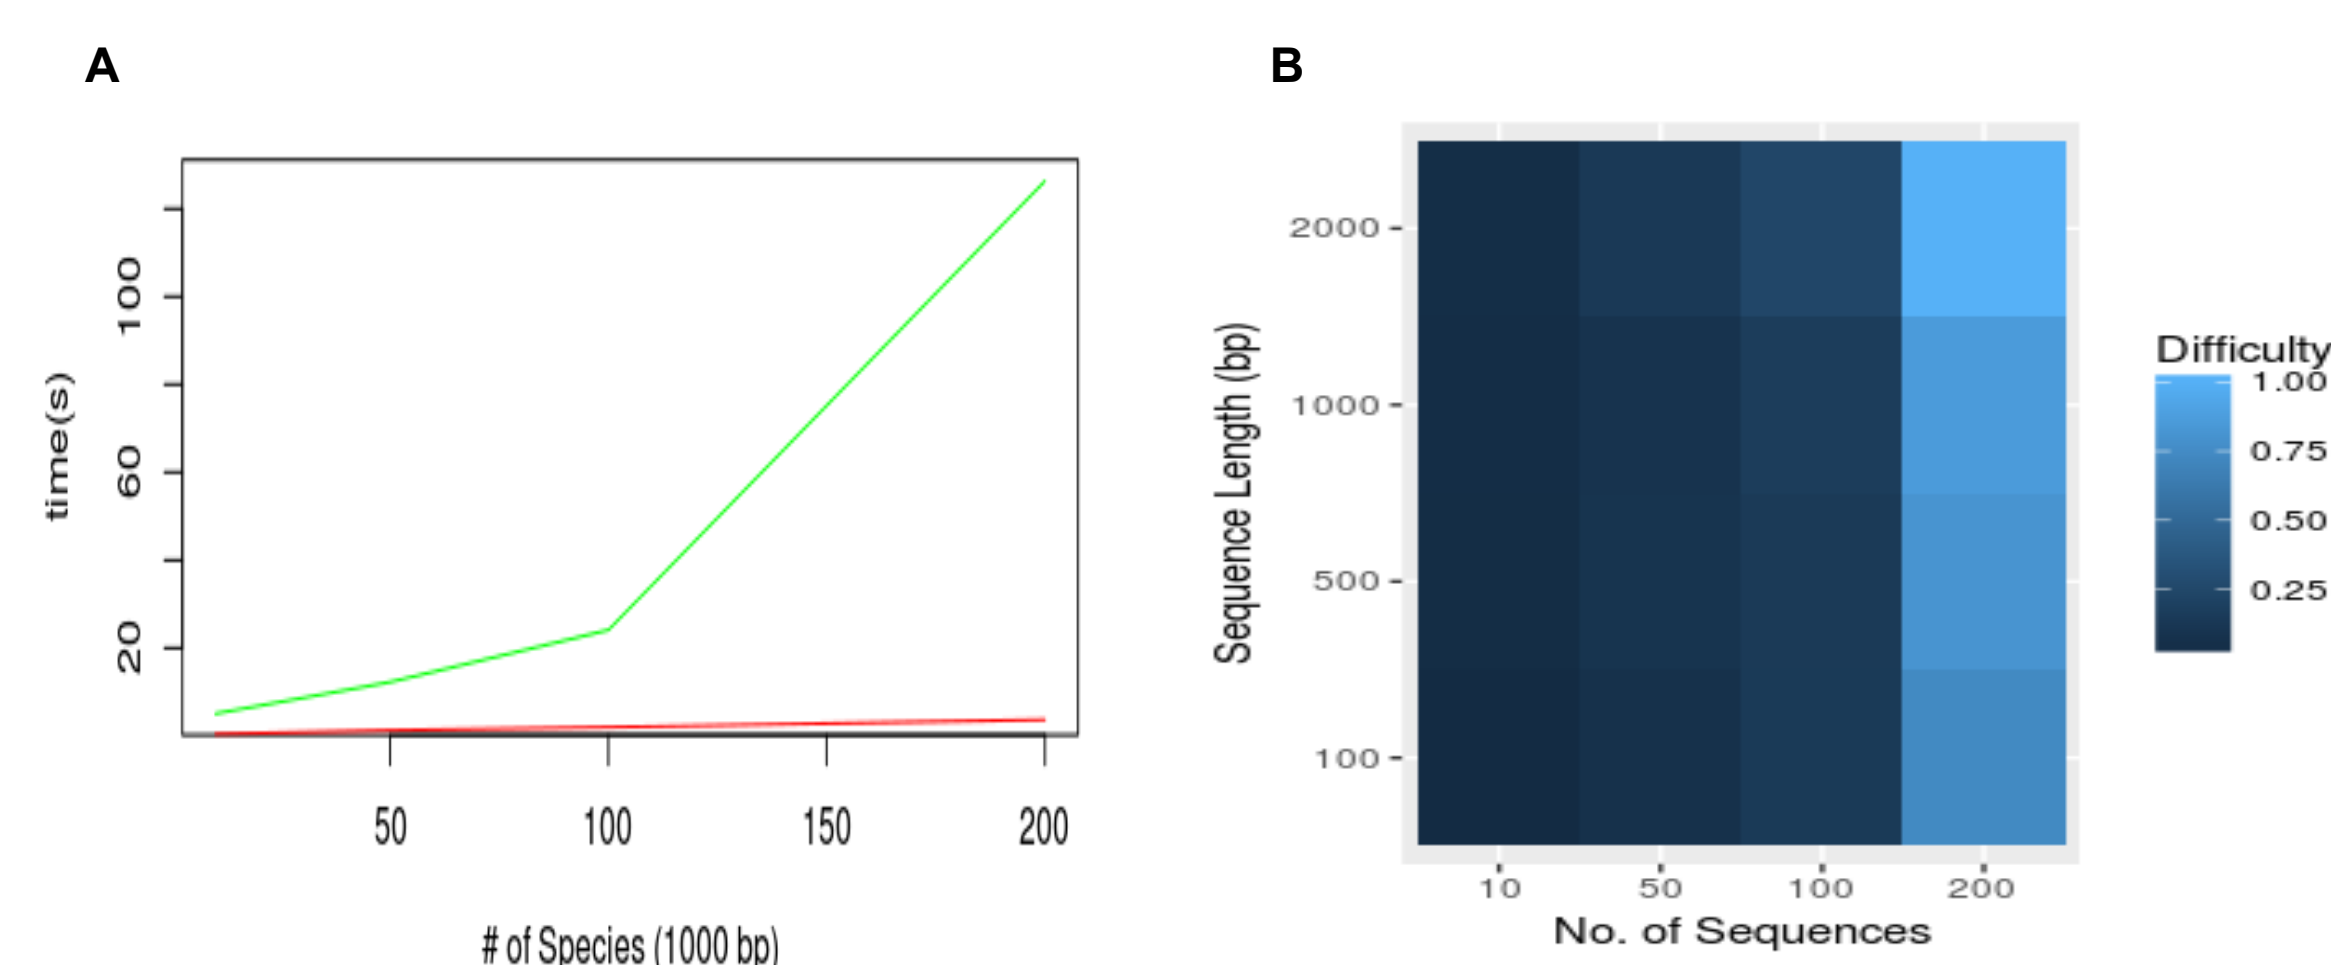 A
B
time(s)
100
60
20
50 100 150 200
# of Species (1000 bp)
Sequence Length (bp)
2000
1000
500
100
10 50 100 200
No. of Sequences
Difficulty
1.00
0.75
0.50
0.25